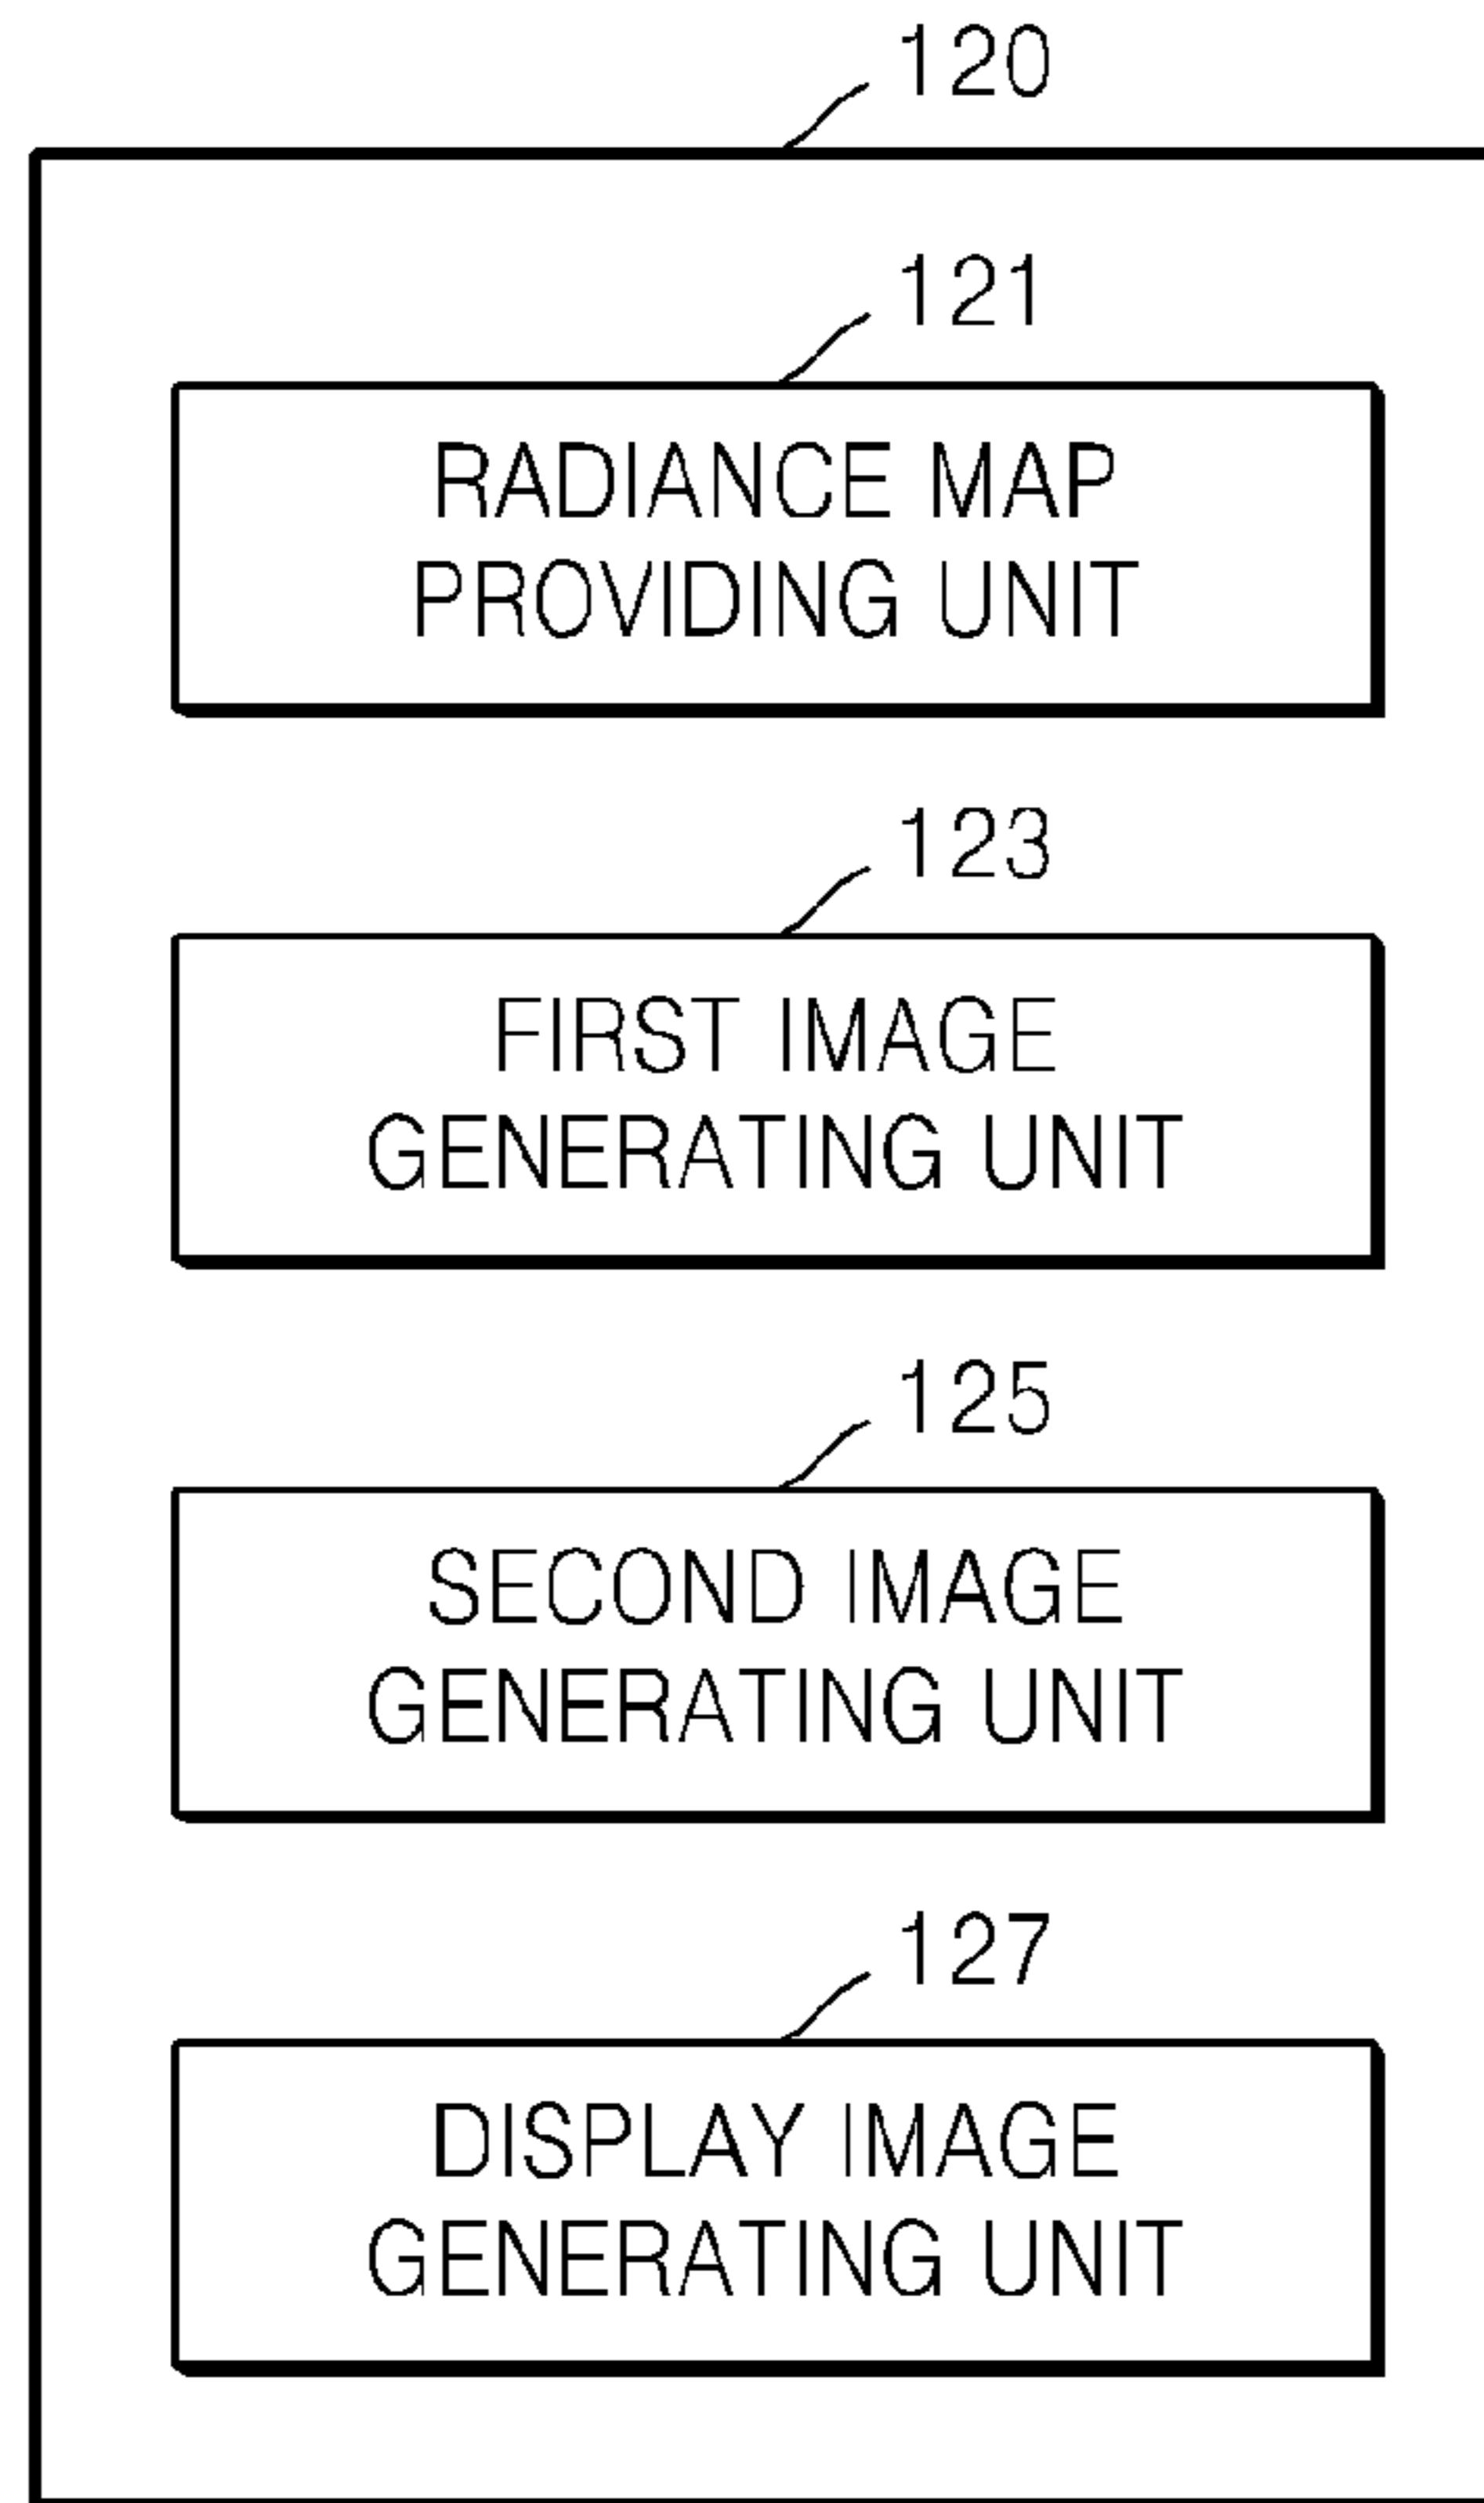 120
121
RADIANCE MAP
PROVIDING UNIT
123
FIRST IMAGE
GENERATING UNIT
125
SECOND IMAGE
GENERATING UNIT
127
DISPLAY IMAGE
GENERATING UNIT